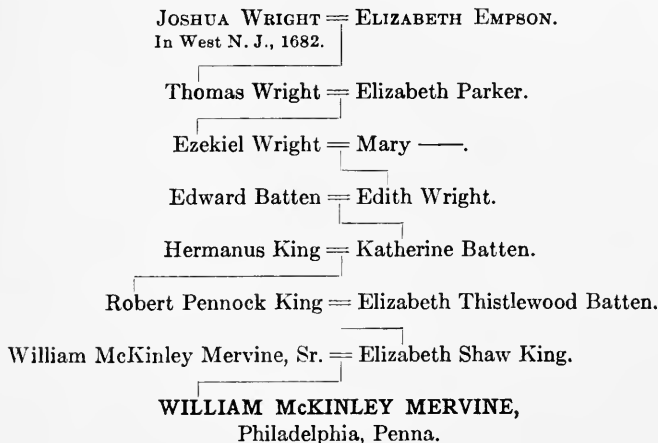 JOSHUA WRIGHT = ELIZABETH EMPSON.
In West N. J., 1682.
Thomas Wright = Elizabeth Parker.
Ezekiel Wright = Mary ——.
Edward Batten = Edith Wright.
Hermanus King = Katherine Batten.
Robert Pennock King = Elizabeth Thistlewood Batten.
William McKinley Mervine, Sr. = Elizabeth Shaw King.
WILLIAM McKINLEY MERVINE,
Philadelphia, Penna.